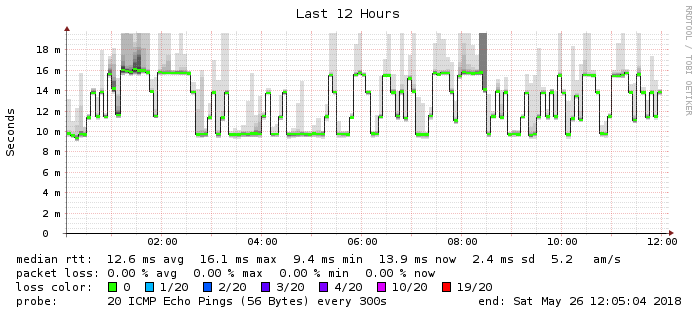 Last 12 Hours
RRDTOOL / TOBI OETIKER
Seconds
18 m
16 m
14 m
12 m
10 m
8 m
6 m
4 m
2 m
0
02:00 04:00 06:00 08:00 10:00 12:00
median rtt: 12.6 ms avg 16.1 ms max 9.4 ms min 13.9 ms now 2.4 ms sd 5.2 am/s
packet loss: 0.00 % avg 0.00 % max 0.00 % min 0.00 % now
loss color: 0 1/20 2/20 3/20 4/20 10/20 19/20
probe: 20 ICMP Echo Pings (56 Bytes) every 300s end: Sat May 26 12:05:04 2018